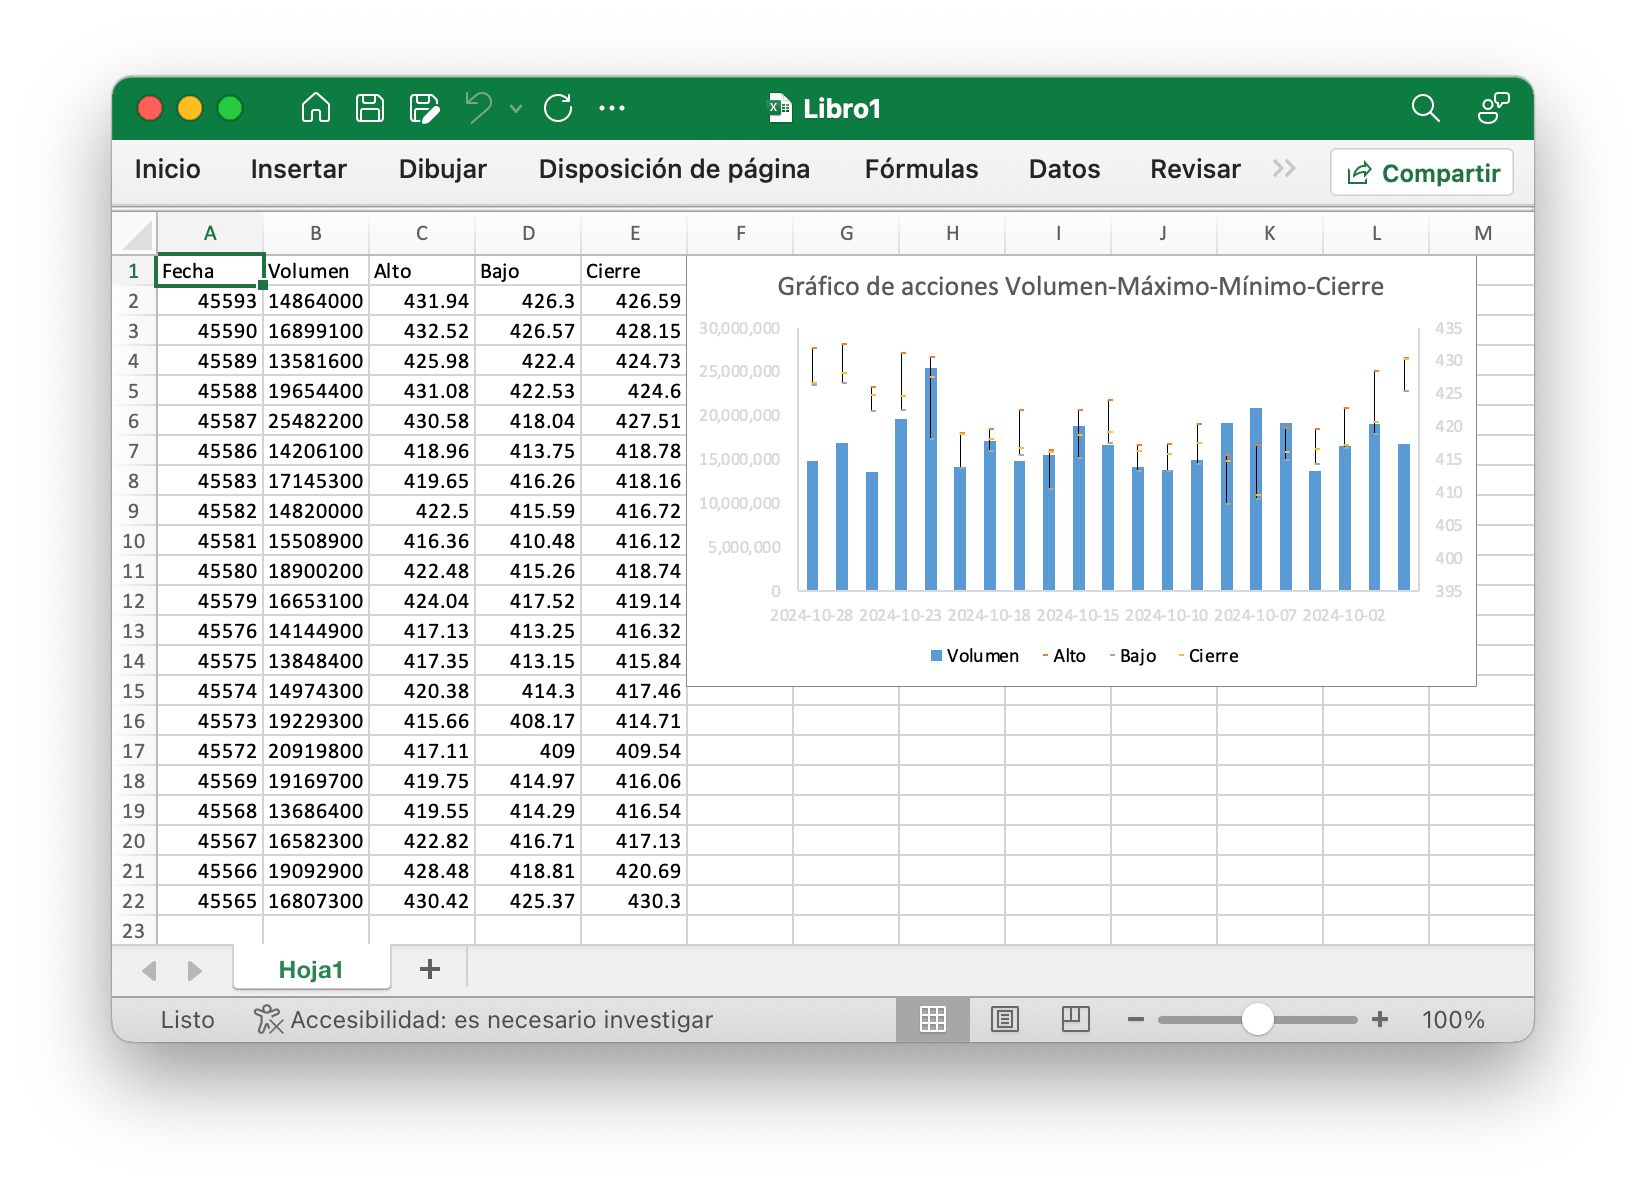 Libro1
Inicio Insertar Dibujar Disposición de página Fórmulas Datos Revisar Compartir
A B C D E F G H I J K L M
1 Fecha Volumen Alto Bajo Cierre
2 45593 14864000 431.94 426.3 426.59
3 45590 16899100 432.52 426.57 428.15
4 45589 13581600 425.98 422.4 424.73
5 45588 19654400 431.08 422.53 424.6
6 45587 25482200 430.58 418.04 427.51
7 45586 14206100 418.96 413.75 418.78
8 45583 17145300 419.65 416.26 418.16
9 45582 14820000 422.5 415.59 416.72
10 45581 15508900 416.36 410.48 416.12
11 45580 18900200 422.48 415.26 418.74
12 45579 16653100 424.04 417.52 419.14
13 45576 14144900 417.13 413.25 416.32
14 45575 13848400 417.35 413.15 415.84
15 45574 14974300 420.38 414.3 417.46
16 45573 19229300 415.66 408.17 414.71
17 45572 20919800 417.11 409 409.54
18 45569 19169700 419.75 414.97 416.06
19 45568 13686400 419.55 414.29 416.54
20 45567 16582300 422.82 416.71 417.13
21 45566 19092900 428.48 418.81 420.69
22 45565 16807300 430.42 425.37 430.3
23
Gráfico de acciones Volumen-Máximo-Mínimo-Cierre
30,000,000 435
25,000,000 430
20,000,000 425
15,000,000 420
10,000,000 415
5,000,000 410
0 405
400
395
2024-10-28 2024-10-23 2024-10-18 2024-10-15 2024-10-10 2024-10-07 2024-10-02
Volumen Alto Bajo Cierre
Hoja1
Listo Accesibilidad: es necesario investigar 100%